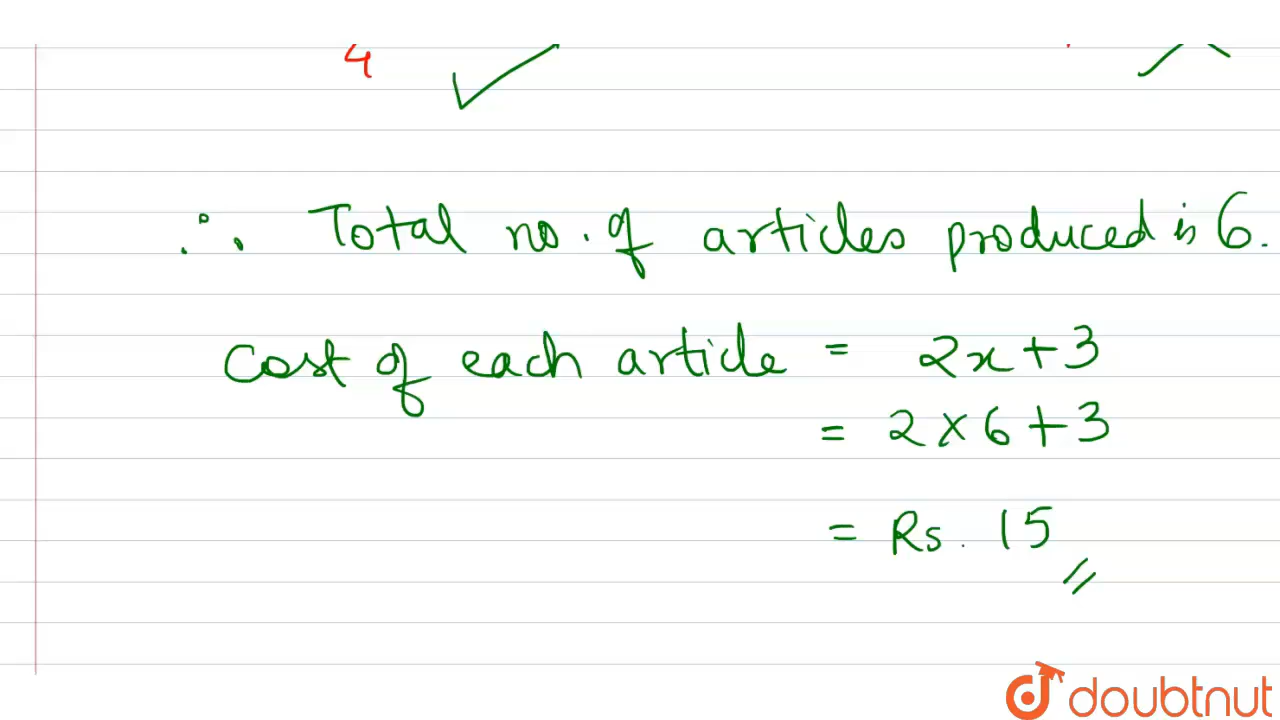 4
∴ Total no. of articles produced is 6.
Cost of each article = 2x+3
= 2×6+3
= Rs. 15
doubtnut